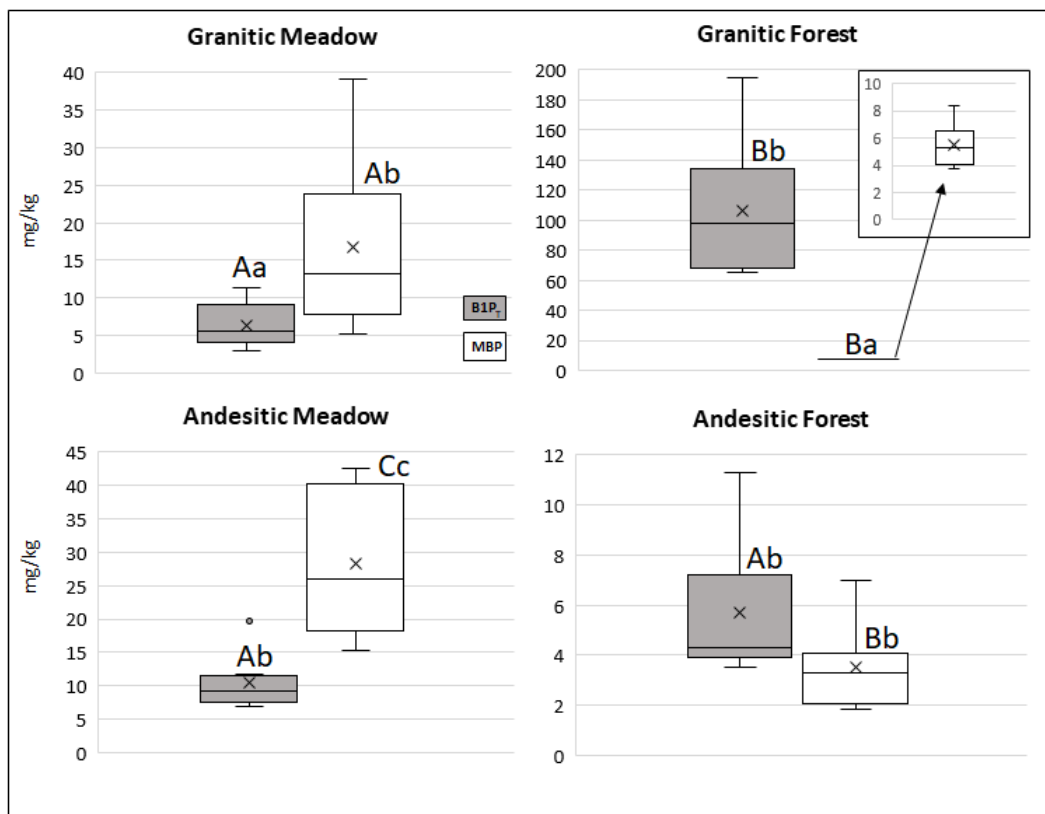 Granitic Meadow
mg/kg
40
35
30
25
20
15
10
5
0
Aa
Ab
B1PT
MBP
Granitic Forest
200
180
160
140
120
100
80
60
40
20
0
Bb
Ba
10
8
6
4
2
0
Andesitic Meadow
mg/kg
45
40
35
30
25
20
15
10
5
0
Ab
Cc
Andesitic Forest
12
10
8
6
4
2
0
Ab
Bb